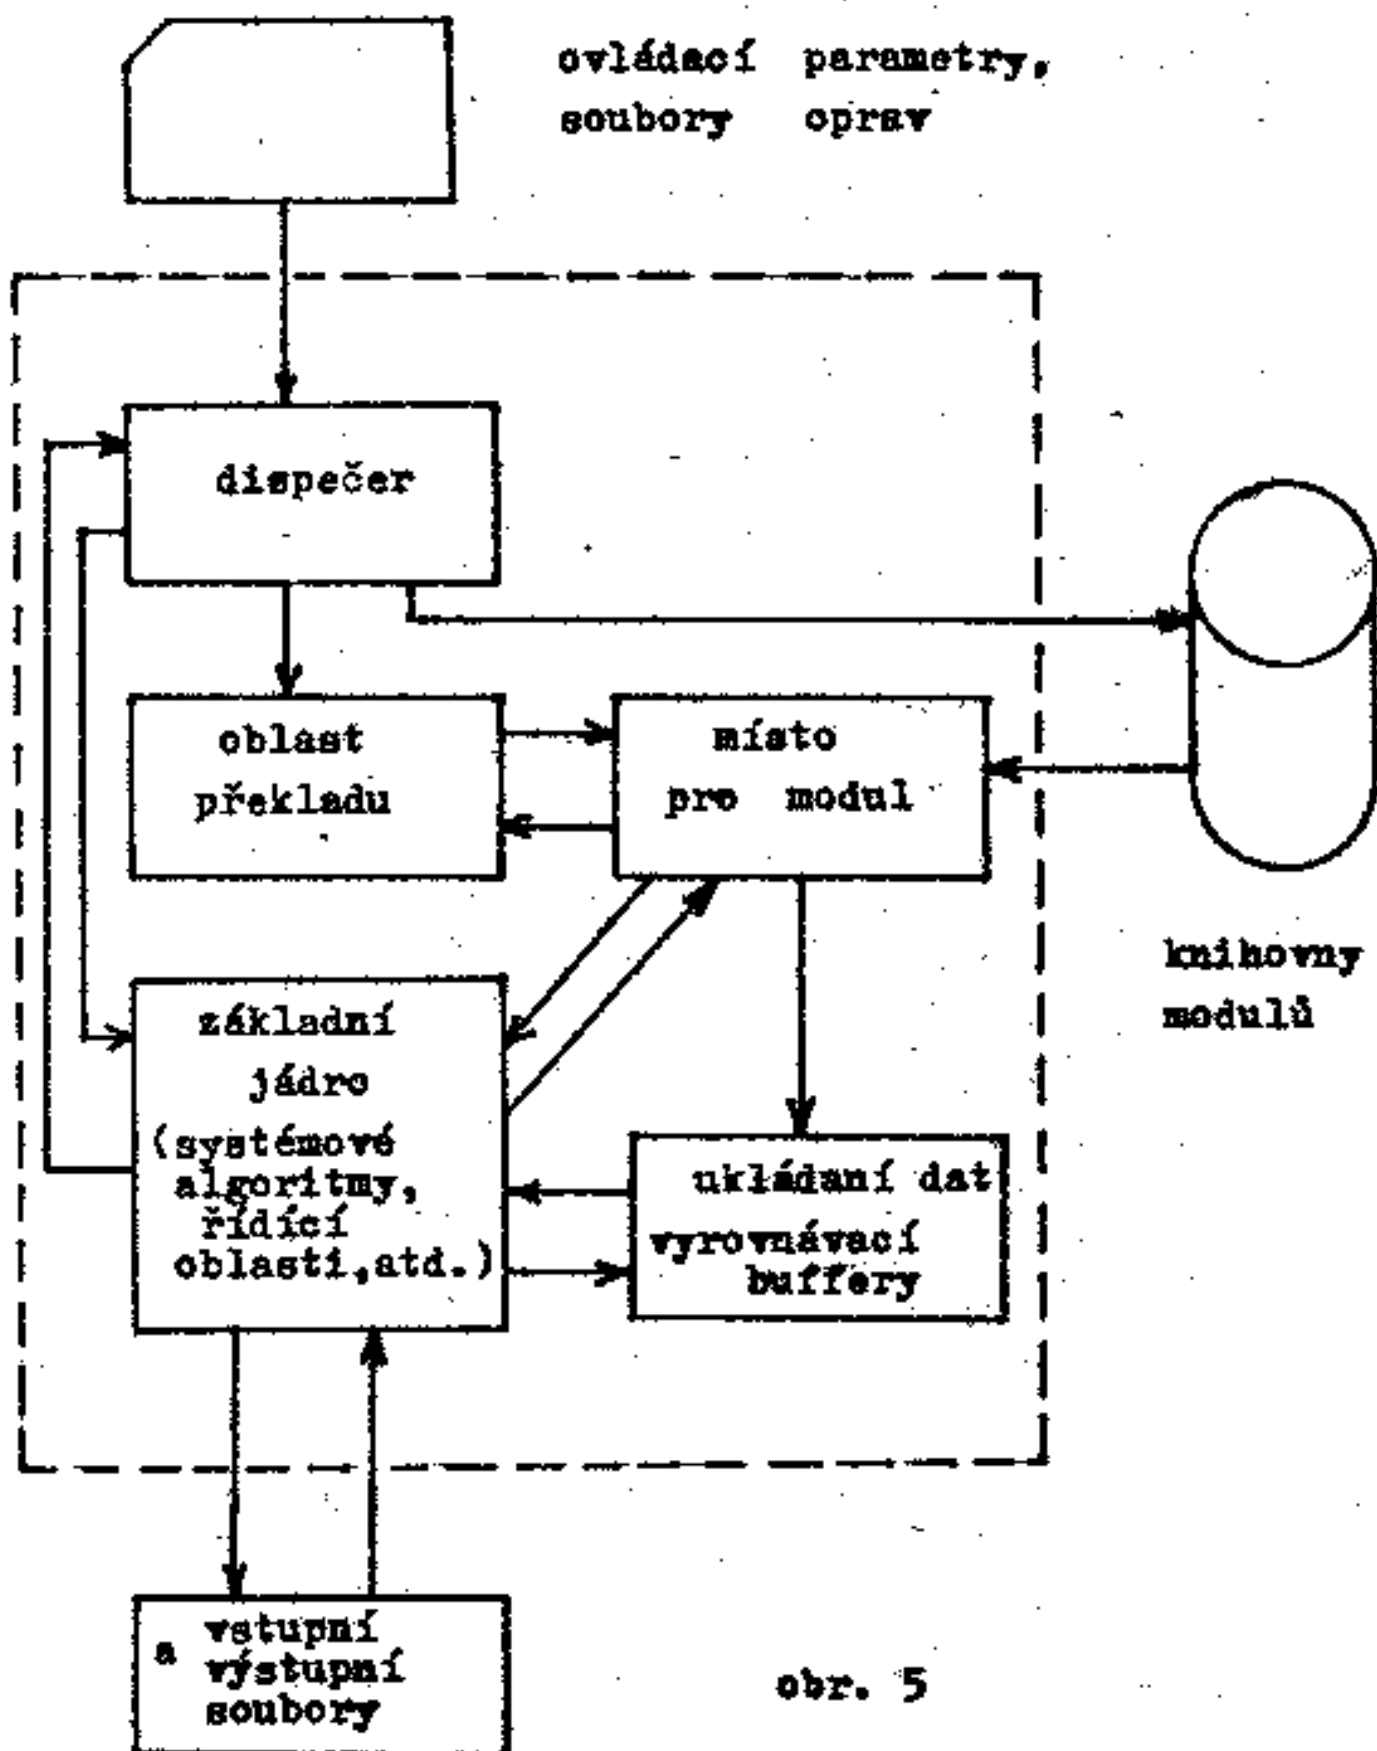 ovládací parametry,
soubory oprav
dispečer
oblast
překladu
místo
pro modul
knihovny
modulů
základní
jádro
(systémové
algoritmy,
řídící
oblasti,atd.)
ukládaní dat
vyrovnávací
buffery
vstupní
a výstupní
soubory
obr. 5